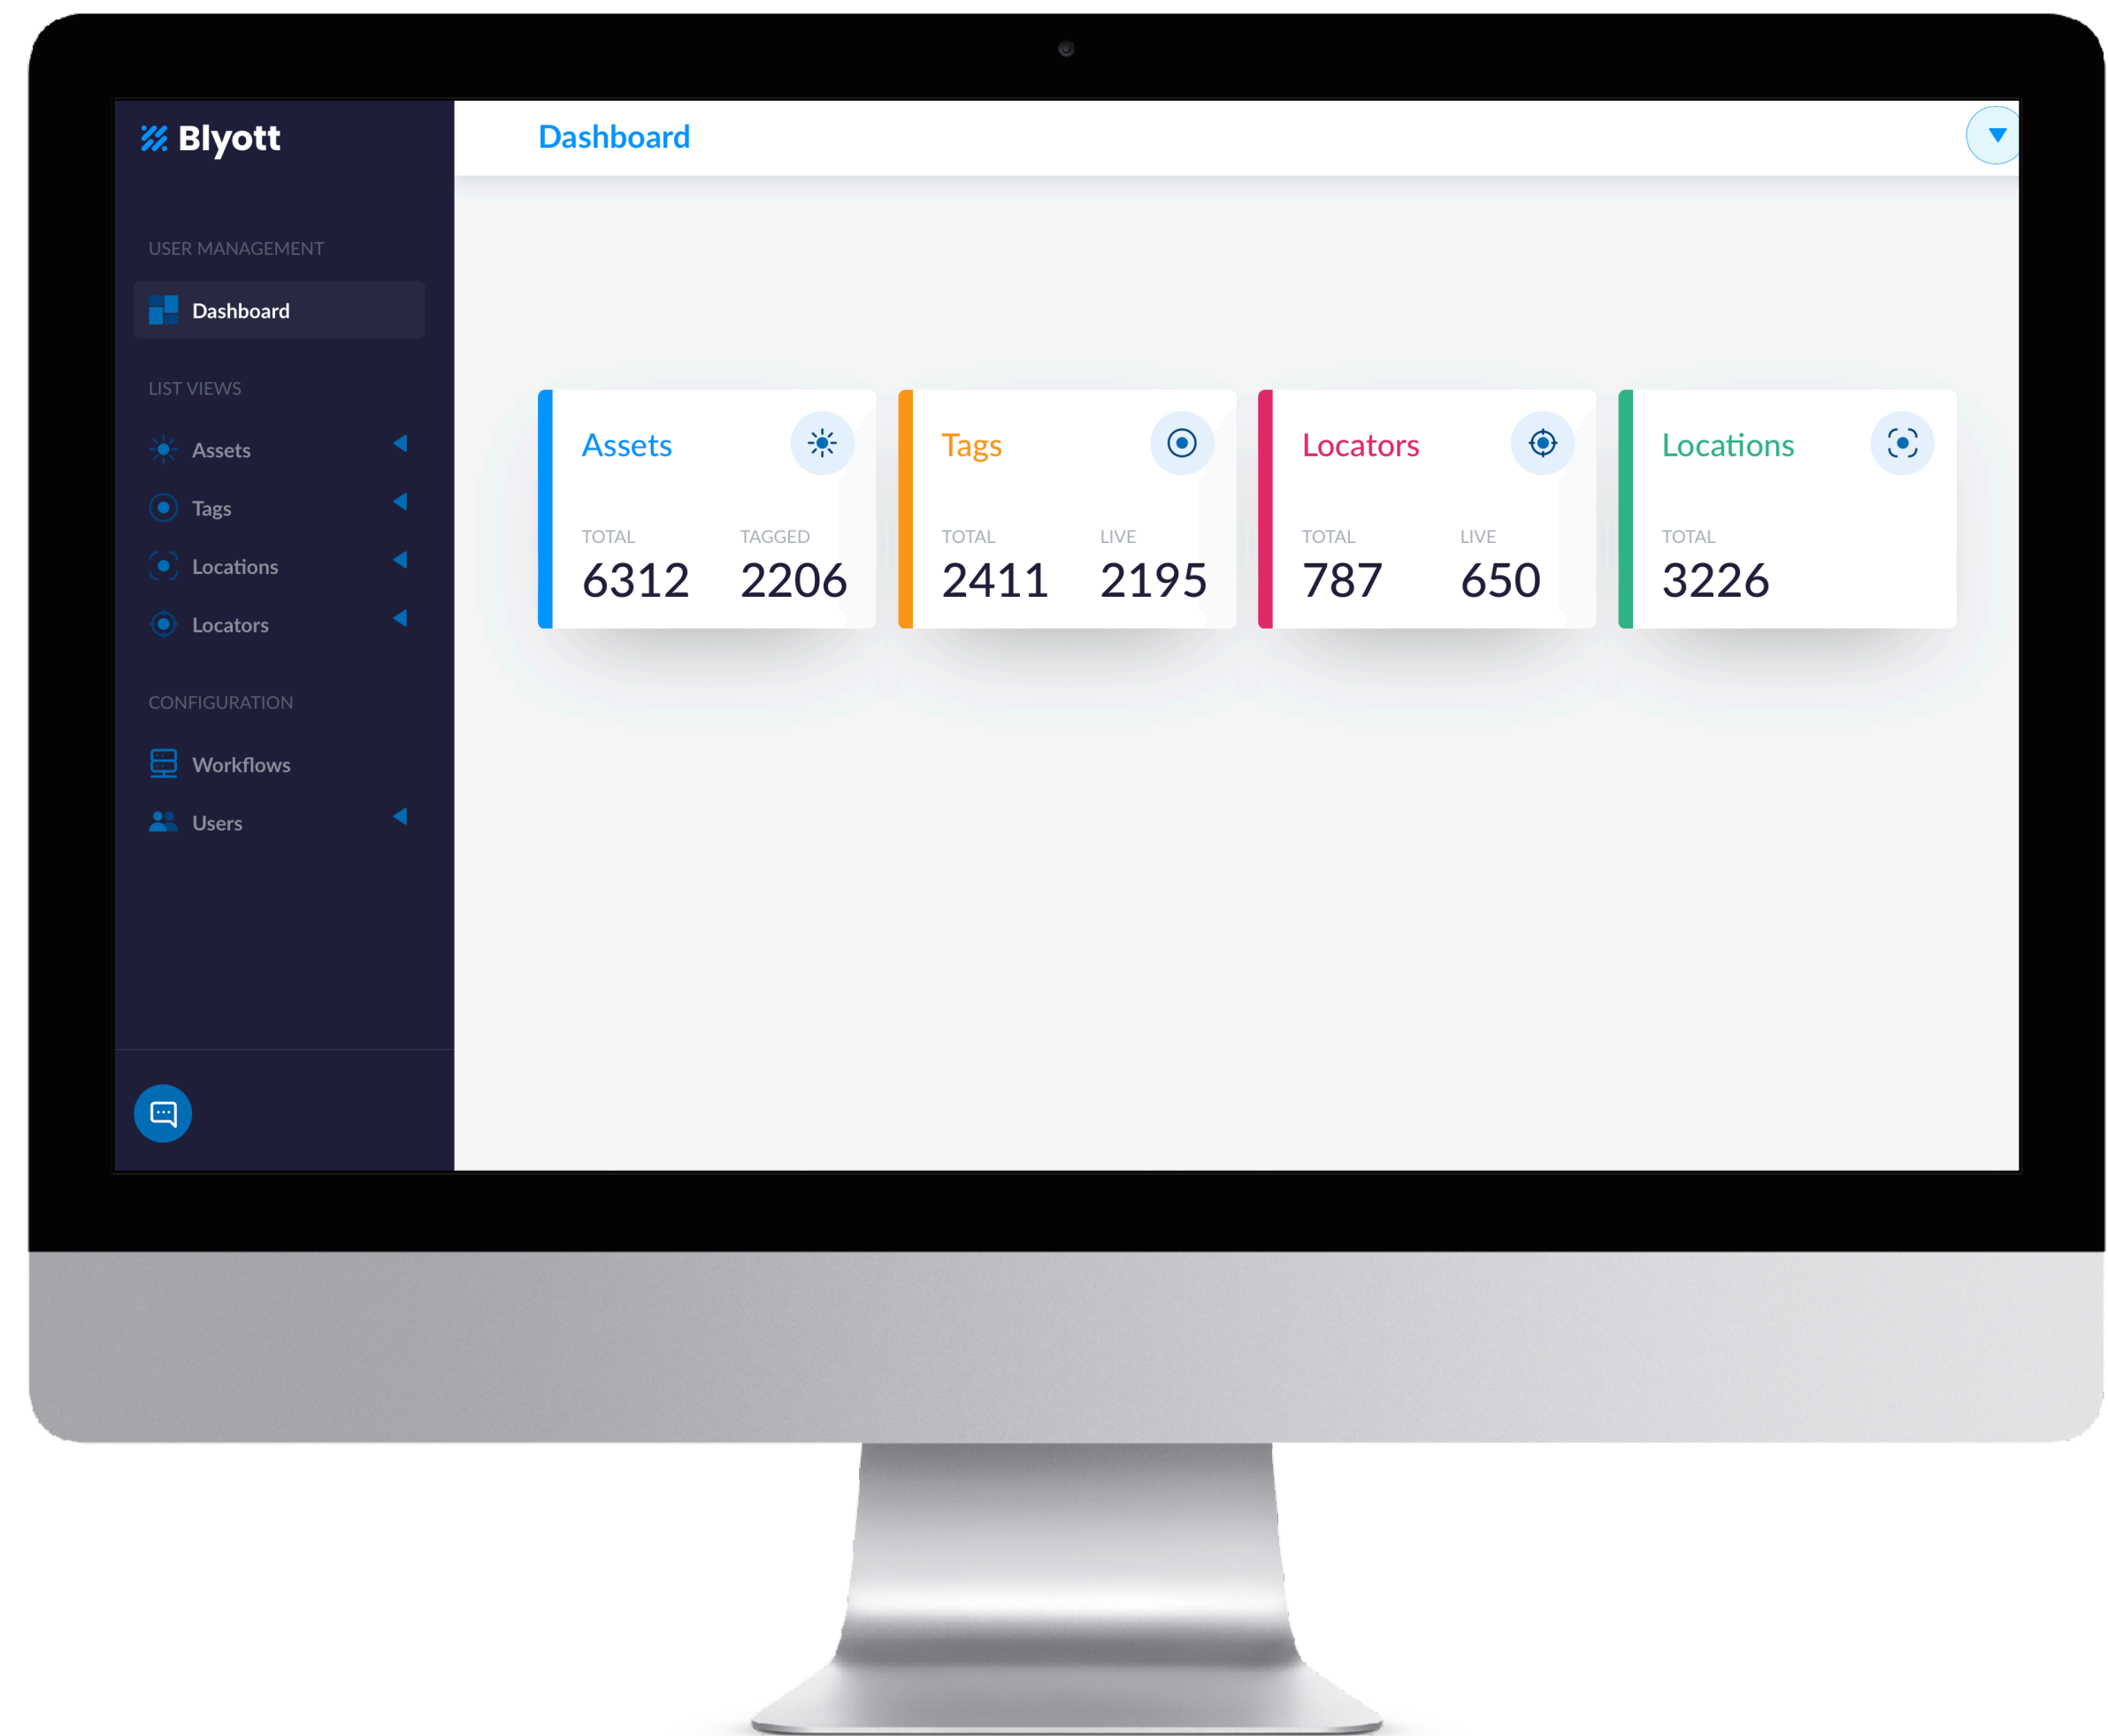 Blyott
Dashboard
USER MANAGEMENT
Dashboard
LIST VIEWS
Assets
Tags
Locations
Locators
CONFIGURATION
Workflows
Users
Assets
TOTAL TAGGED
6312 2206
Tags
TOTAL LIVE
2411 2195
Locators
TOTAL LIVE
787 650
Locations
TOTAL
3226